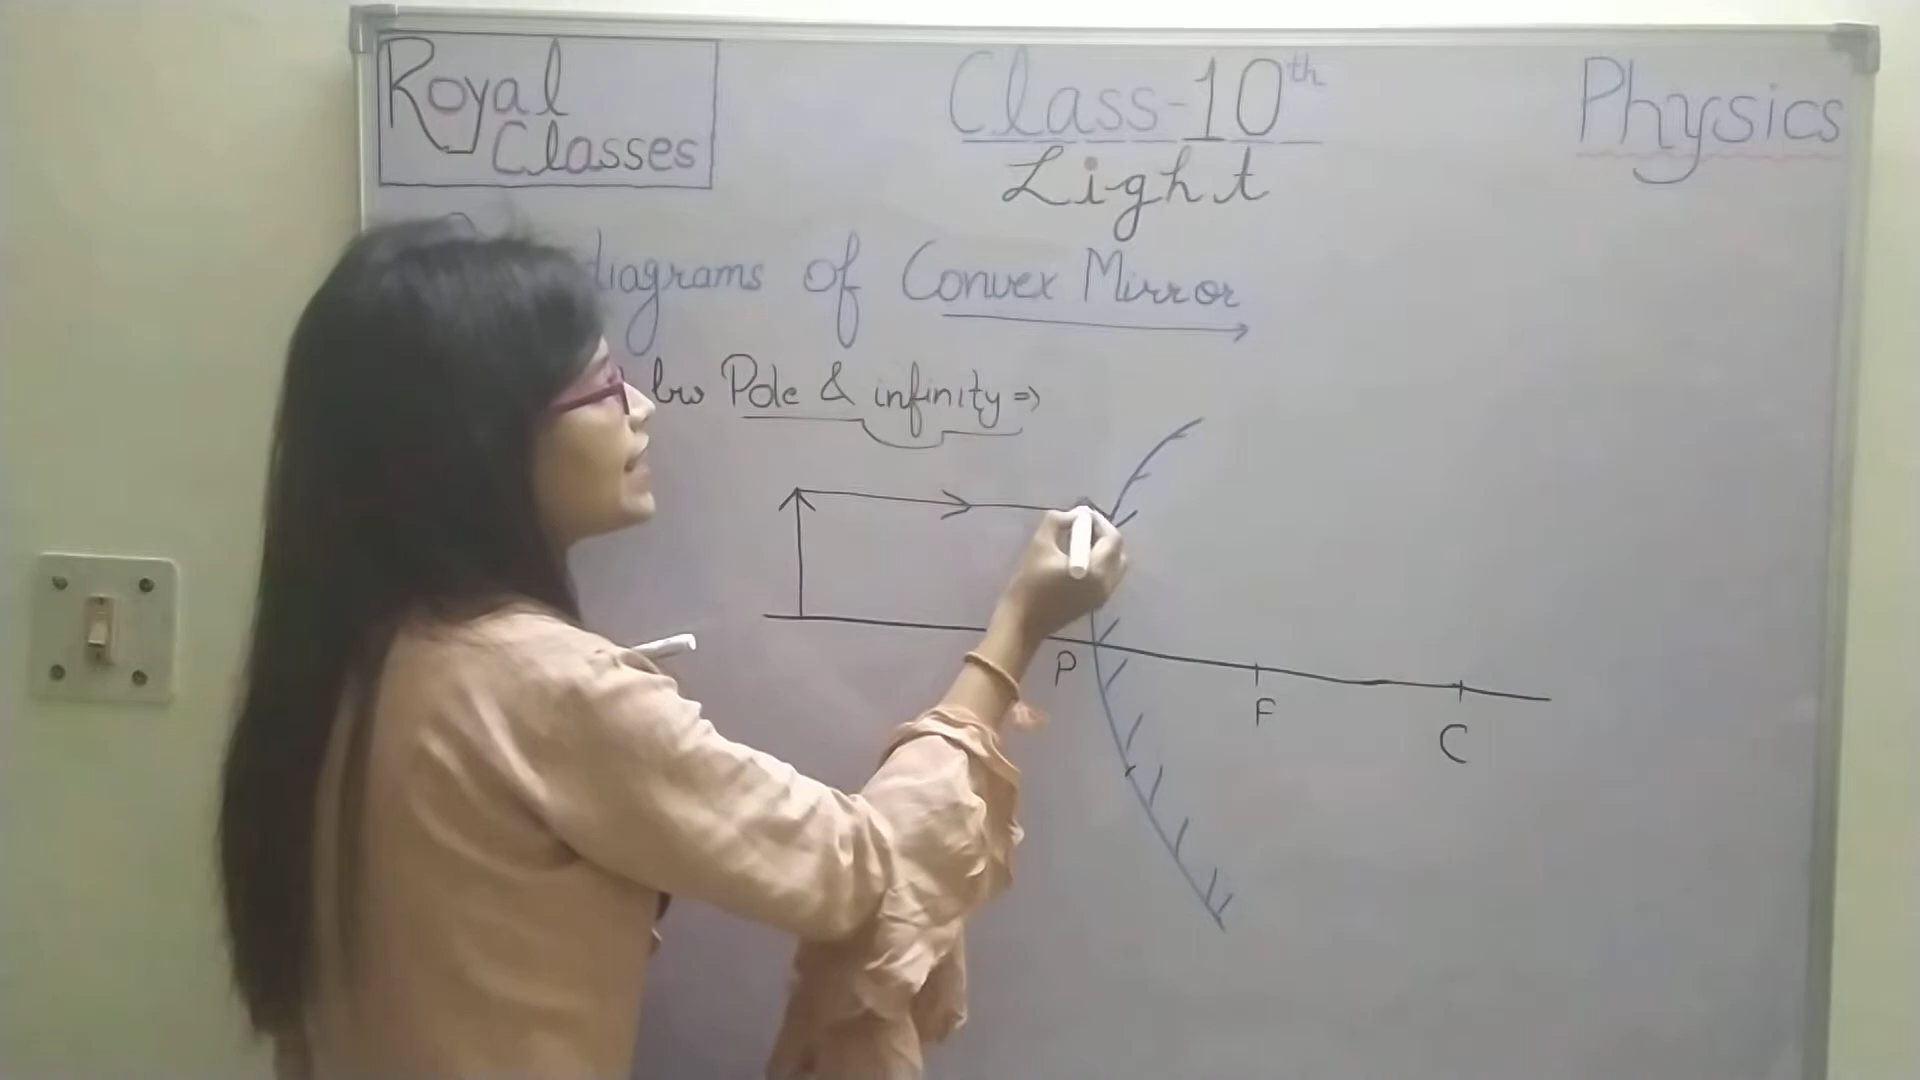 Royal
Classes
Class-10th
Light
Physics
diagrams of Convex Mirror
bw Pole & infinity =>
P
F
C